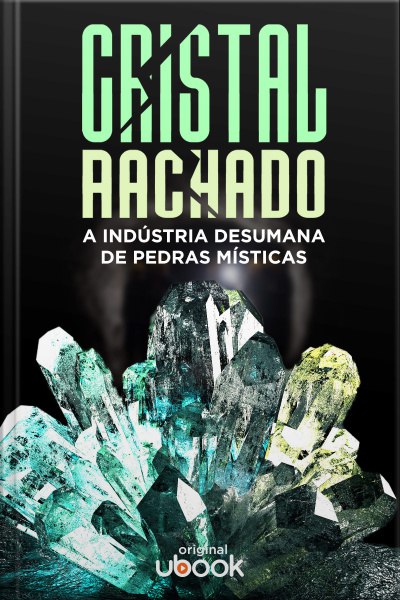 CRISTAL
RACHADO
A INDÚSTRIA DESUMANA
DE PEDRAS MÍSTICAS
original
ubook